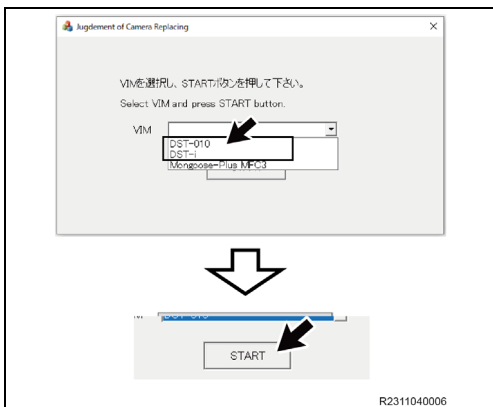 Jugdement of Camera Replacing
VIMを選択し、STARTボタンを押して下さい。
Select VIM and press START button.
VIM
DST-010
DST-i
Mongoose-Plus MFC3
START
R2311040006